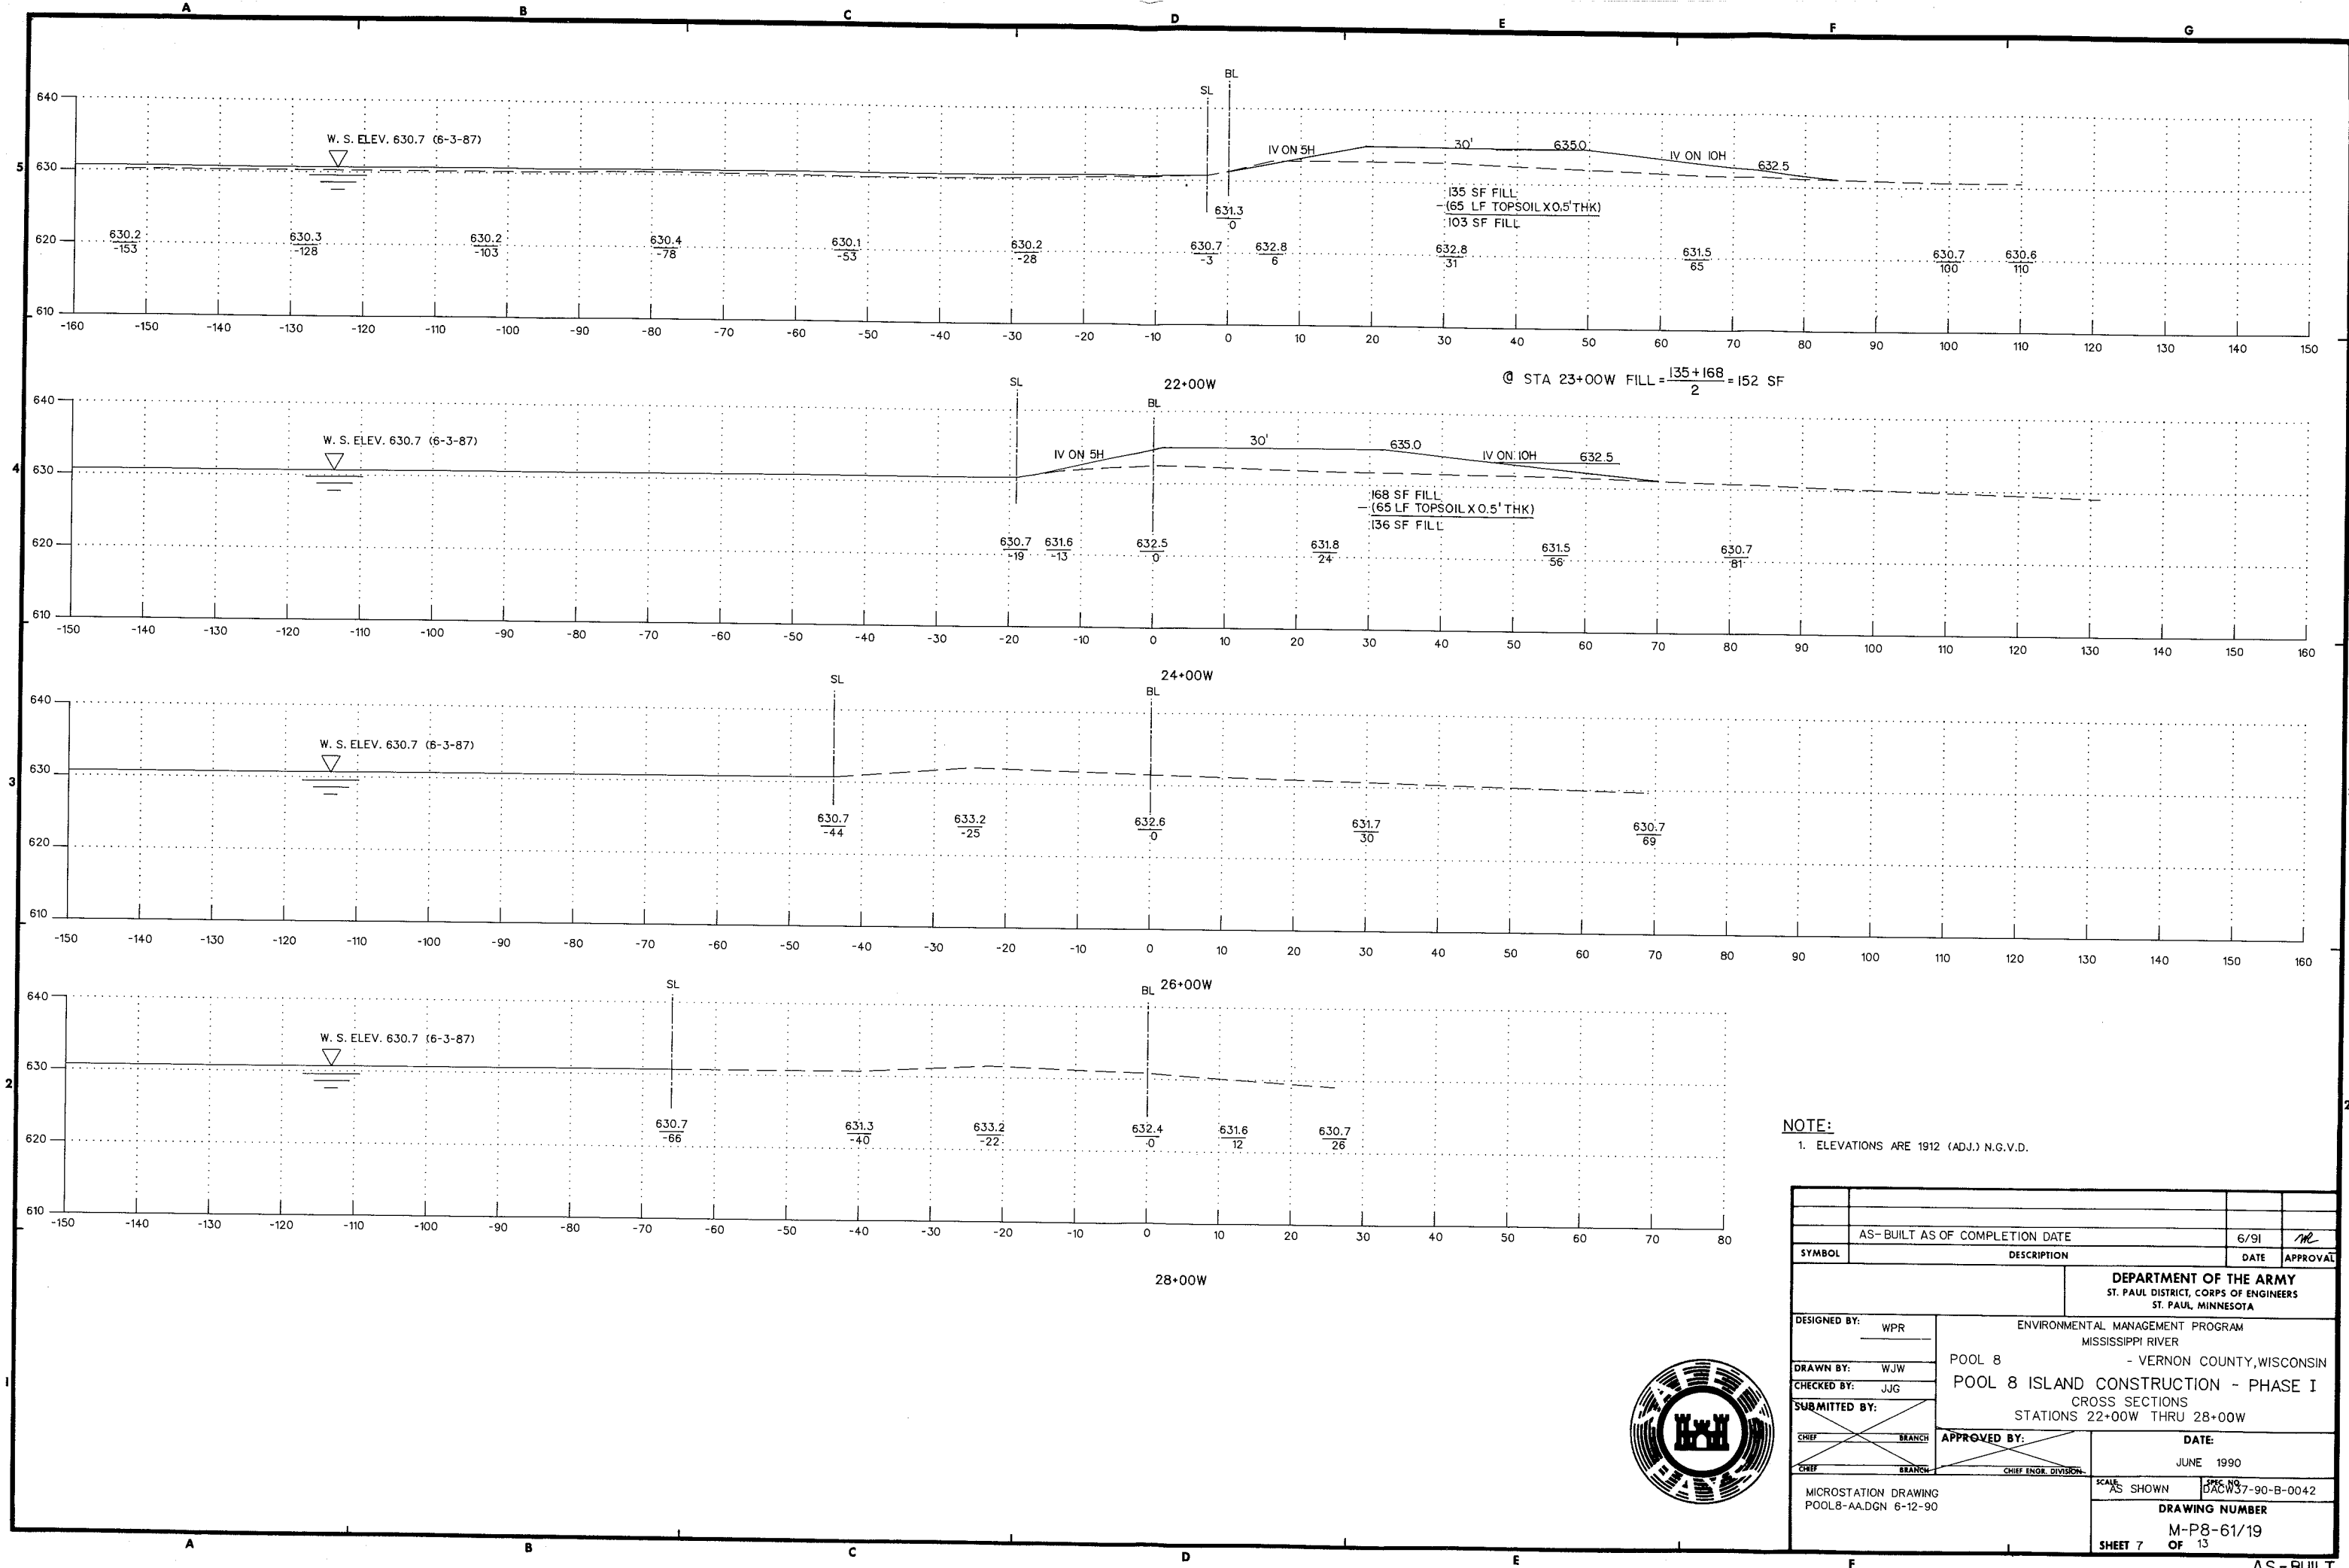 A B C D E F G
BL
SL
640
W. S. ELEV. 630.7 (6-3-87)
1V ON 5H 30' 635.0 1V ON 10H 632.5
5 630
135 SF FILL
-(65 LF TOPSOIL X 0.5' THK)
103 SF FILL
631.3
0
620
630.2 630.3 630.2 630.4 630.1 630.2 630.7 632.8 632.8 631.5 630.7 630.6
-153 -128 -103 -78 -53 -28 -3 6 31 65 100 110
610
-160 -150 -140 -130 -120 -110 -100 -90 -80 -70 -60 -50 -40 -30 -20 -10 0 10 20 30 40 50 60 70 80 90 100 110 120 130 140 150
22+00W
@ STA 23+00W FILL = 135+168 = 152 SF
2
SL
BL
640
W. S. ELEV. 630.7 (6-3-87)
1V ON 5H 30' 635.0 1V ON 10H 632.5
4 630
168 SF FILL
-(65 LF TOPSOIL X 0.5' THK)
136 SF FILL
620
630.7 631.6 632.5 631.8 631.5 630.7
-19 -13 0 24 56 81
610
-150 -140 -130 -120 -110 -100 -90 -80 -70 -60 -50 -40 -30 -20 -10 0 10 20 30 40 50 60 70 80 90 100 110 120 130 140 150 160
24+00W
SL
BL
640
W. S. ELEV. 630.7 (6-3-87)
630
3
630.7 633.2 632.6 631.7 630.7
-44 -25 0 30 69
620
610
-150 -140 -130 -120 -110 -100 -90 -80 -70 -60 -50 -40 -30 -20 -10 0 10 20 30 40 50 60 70 80 90 100 110 120 130 140 150 160
26+00W
SL
BL
640
W. S. ELEV. 630.7 (6-3-87)
630
2 2
630.7 631.3 633.2 632.4 631.6 630.7
-66 -40 -22 0 12 26
620
610
-150 -140 -130 -120 -110 -100 -90 -80 -70 -60 -50 -40 -30 -20 -10 0 10 20 30 40 50 60 70 80
28+00W
NOTE:
1. ELEVATIONS ARE 1912 (ADJ.) N.G.V.D.
AS-BUILT AS OF COMPLETION DATE 6/91
SYMBOL DESCRIPTION DATE APPROVAL
DEPARTMENT OF THE ARMY
ST. PAUL DISTRICT, CORPS OF ENGINEERS
ST. PAUL, MINNESOTA
DESIGNED BY: WPR
DRAWN BY: WJW
CHECKED BY: JJG
SUBMITTED BY:
CHIEF BRANCH
CHIEF BRANCH
ENVIRONMENTAL MANAGEMENT PROGRAM
MISSISSIPPI RIVER
POOL 8 - VERNON COUNTY, WISCONSIN
POOL 8 ISLAND CONSTRUCTION - PHASE I
CROSS SECTIONS
STATIONS 22+00W THRU 28+00W
APPROVED BY:
CHIEF ENGR. DIVISION
DATE:
JUNE 1990
MICROSTATION DRAWING
POOL8-AA.DGN 6-12-90
SCALE AS SHOWN
SPEC. NO. DACW37-90-B-0042
DRAWING NUMBER
M-P8-61/19
SHEET 7 OF 13
1
A B C D E F
AS-BUILT